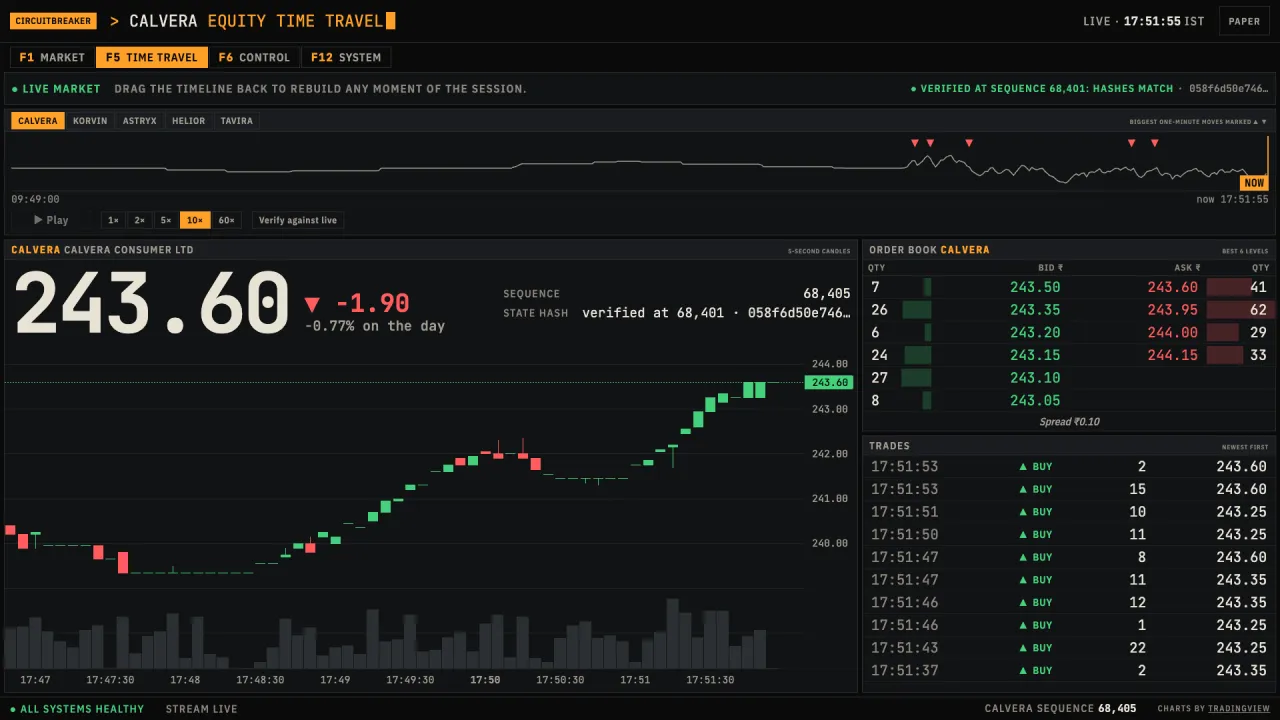 CIRCUITBREAKER > CALVERA EQUITY TIME TRAVEL LIVE · 17:51:55 IST PAPER
F1 MARKET F5 TIME TRAVEL F6 CONTROL F12 SYSTEM
● LIVE MARKET DRAG THE TIMELINE BACK TO REBUILD ANY MOMENT OF THE SESSION. ● VERIFIED AT SEQUENCE 68,401: HASHES MATCH · 058f6d50e746…
CALVERA KORVIN ASTRYX HELIOR TAVIRA BIGGEST ONE-MINUTE MOVES MARKED ▲ ▼
NOW
09:49:00 now 17:51:55
▶ Play 1× 2× 5× 10× 60× Verify against live
CALVERA CALVERA CONSUMER LTD 5-SECOND CANDLES
243.60 ▼ -1.90
-0.77% on the day
SEQUENCE 68,405
STATE HASH verified at 68,401 · 058f6d50e746…
244.00
243.60
243.00
242.00
241.00
240.00
17:47 17:47:30 17:48 17:48:30 17:49 17:49:30 17:50 17:50:30 17:51 17:51:30
ORDER BOOK CALVERA BEST 6 LEVELS
QTY BID ₹ ASK ₹ QTY
7 243.50 243.60 41
26 243.35 243.95 62
6 243.20 244.00 29
24 243.15 244.15 33
27 243.10
8 243.05
Spread ₹0.10
TRADES NEWEST FIRST
17:51:53 ▲ BUY 2 243.60
17:51:53 ▲ BUY 15 243.60
17:51:51 ▲ BUY 10 243.25
17:51:50 ▲ BUY 11 243.25
17:51:47 ▲ BUY 8 243.60
17:51:47 ▲ BUY 11 243.35
17:51:46 ▲ BUY 12 243.35
17:51:46 ▲ BUY 1 243.25
17:51:43 ▲ BUY 22 243.25
17:51:37 ▲ BUY 2 243.35
● ALL SYSTEMS HEALTHY STREAM LIVE CALVERA SEQUENCE 68,405 CHARTS BY TRADINGVIEW